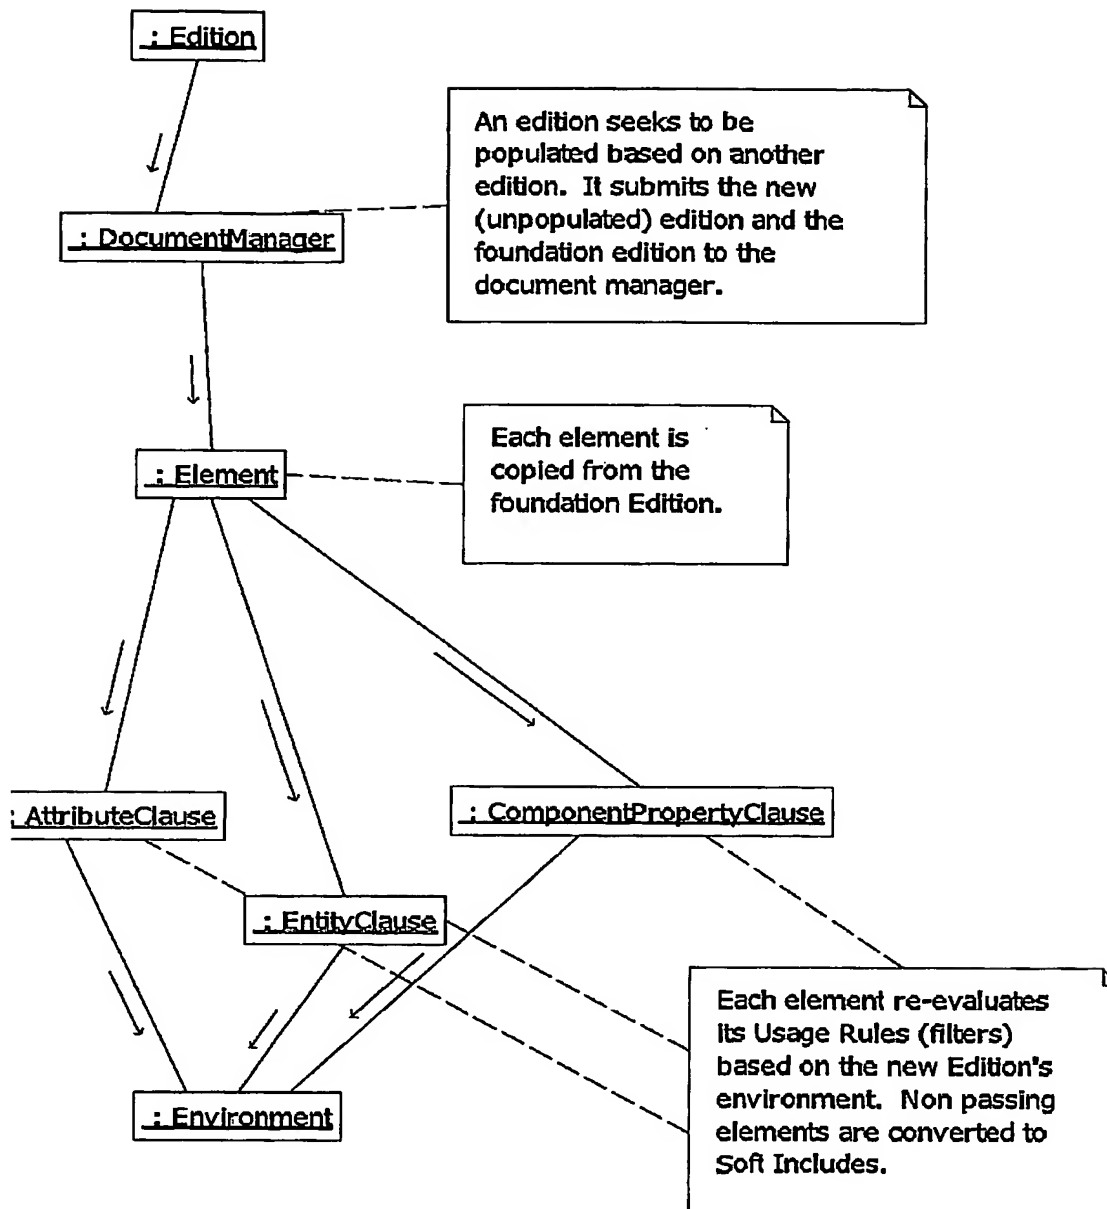 : Edition
An edition seeks to be
populated based on another
edition. It submits the new
(unpopulated) edition and the
foundation edition to the
document manager.
: DocumentManager
Each element is
copied from the
foundation Edition.
: Element
: AttributeClause
: ComponentPropertyClause
: EntityClause
Each element re-evaluates
its Usage Rules (filters)
based on the new Edition's
environment. Non passing
elements are converted to
Soft Includes.
: Environment